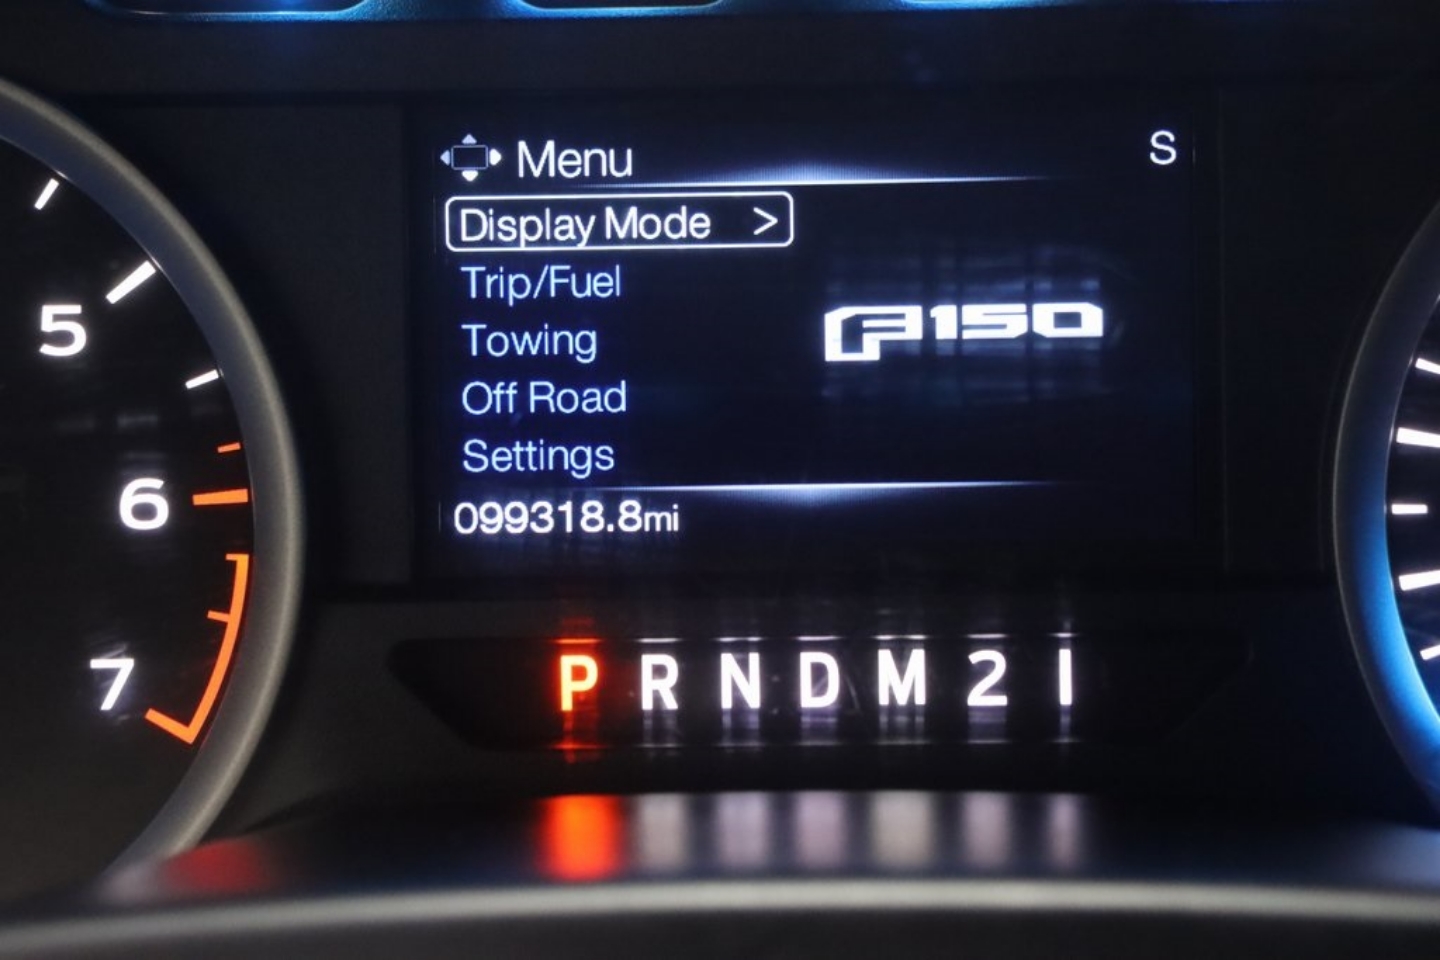 Menu
S
Display Mode >
Trip/Fuel
Towing
Off Road
Settings
F150
099318.8mi
5
6
7
P R N D M 2 1